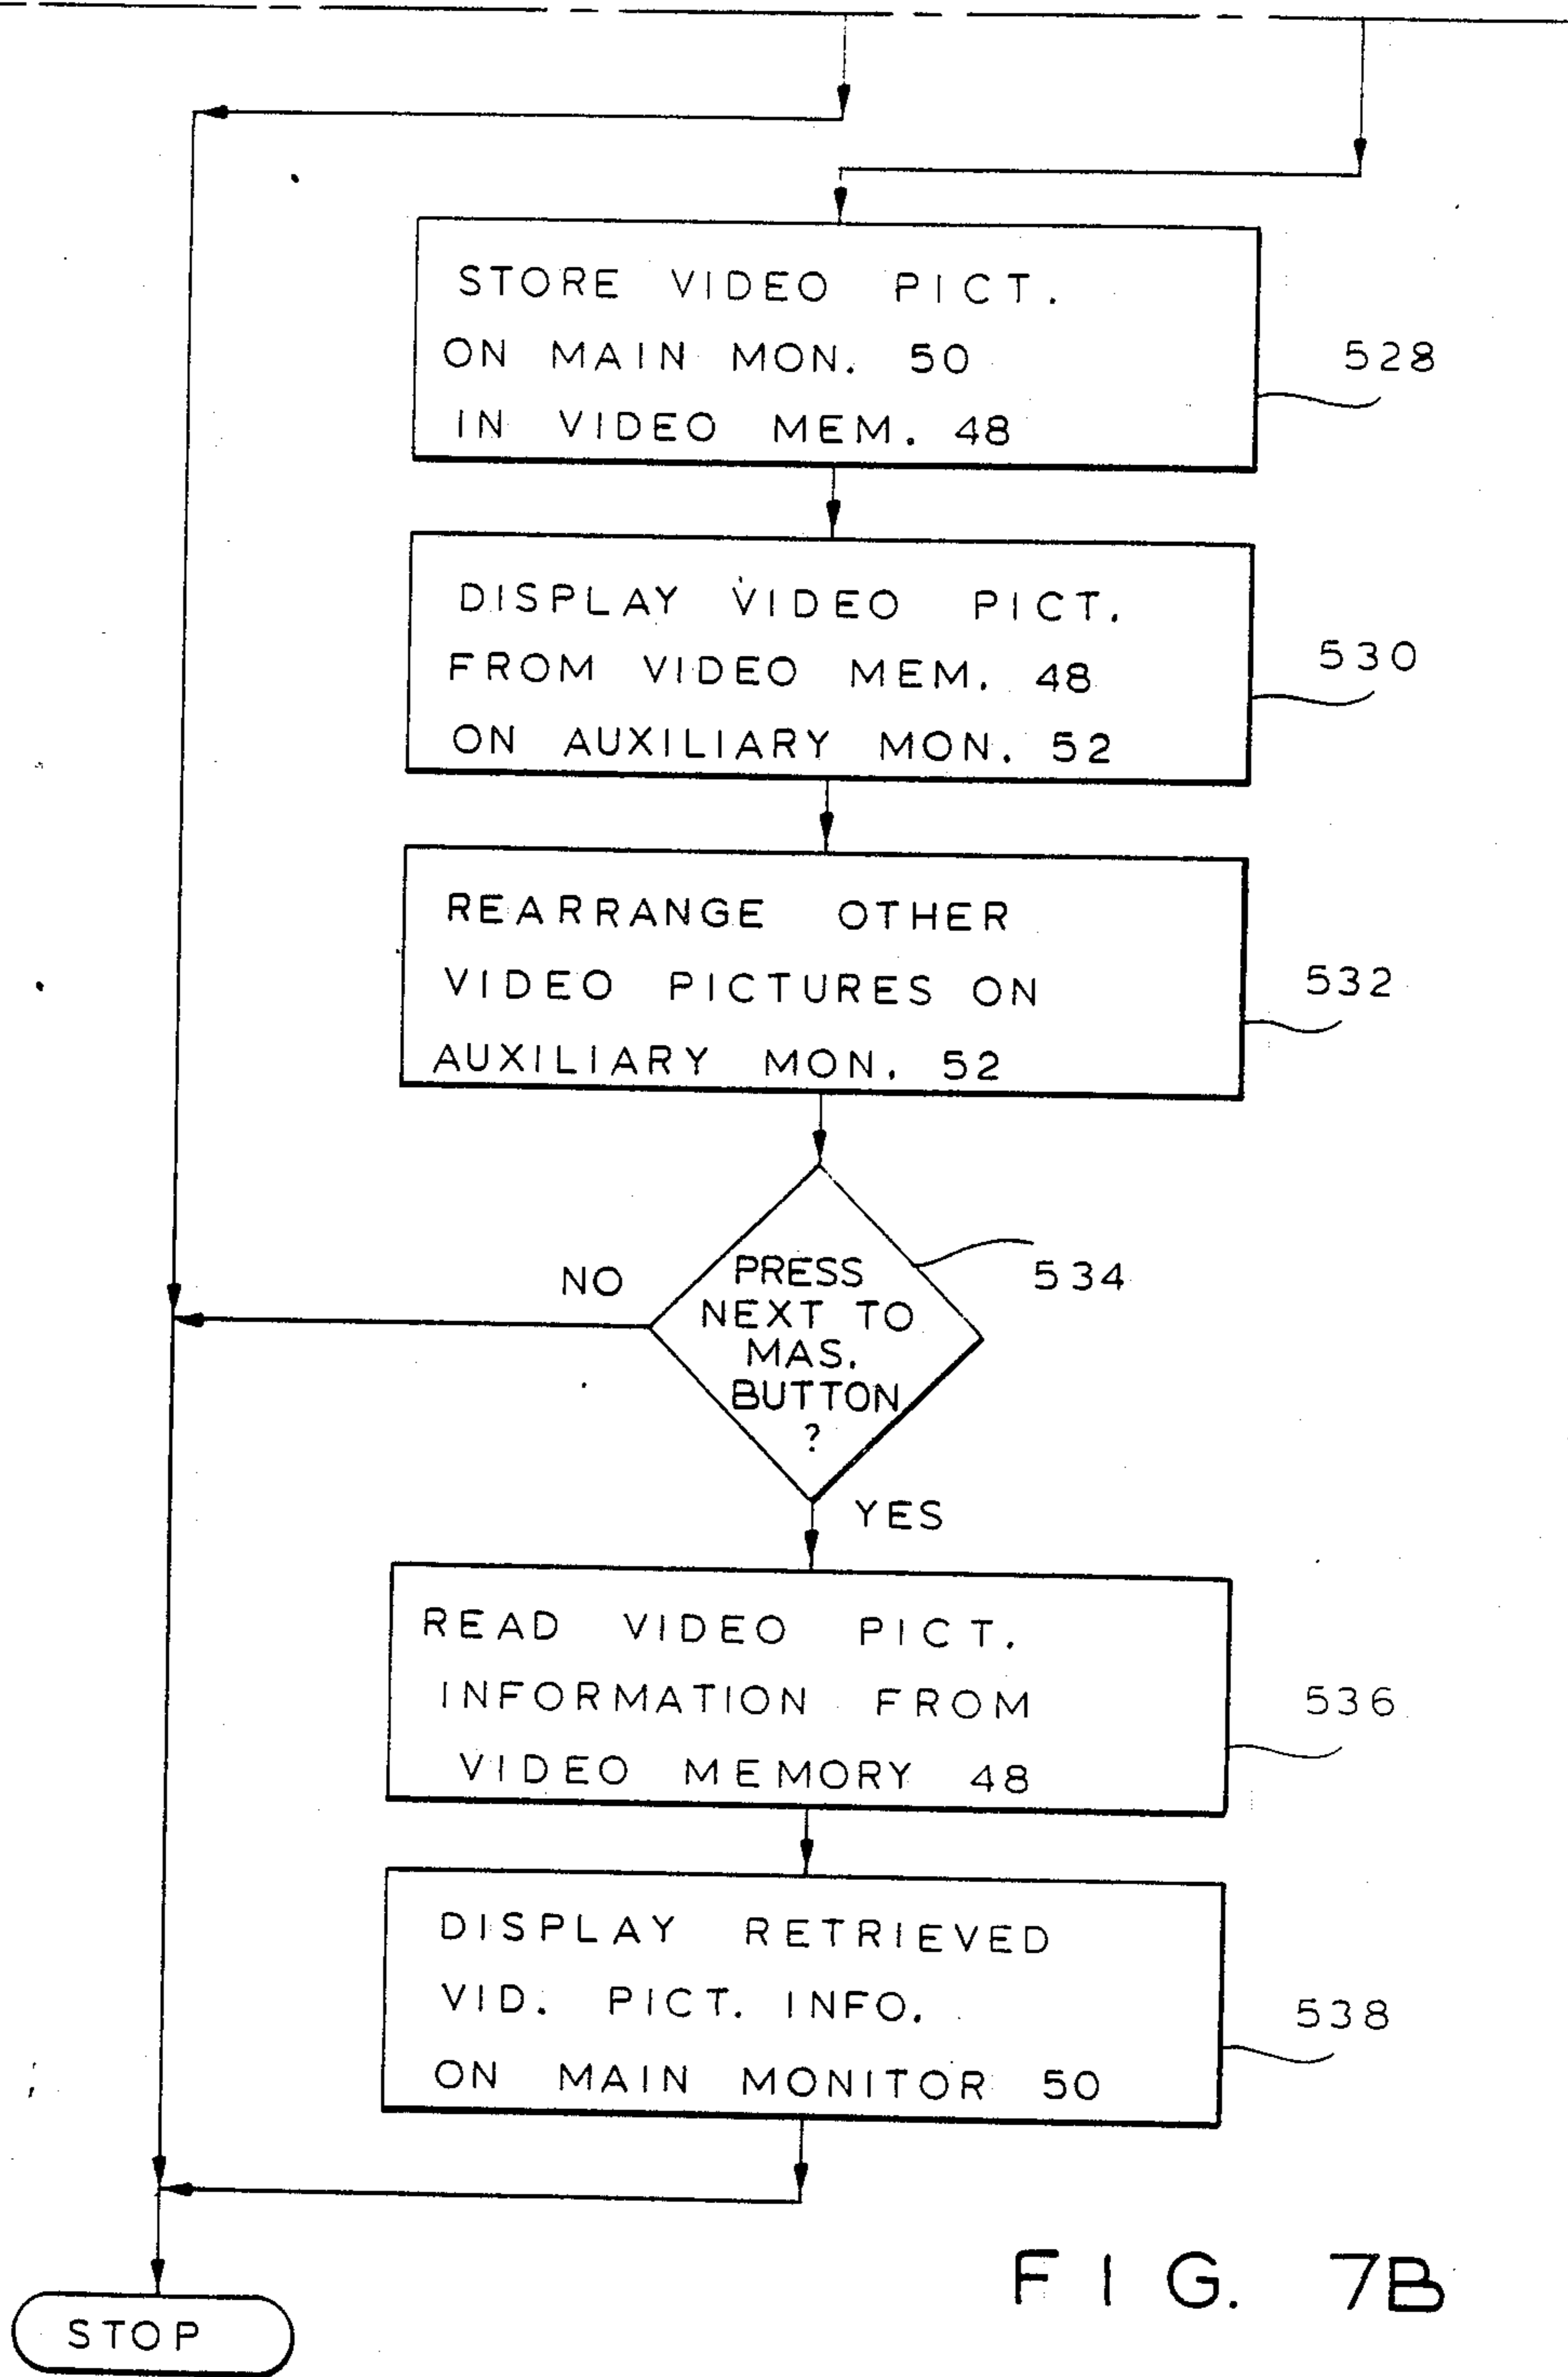 STORE VIDEO PICT.
ON MAIN MON. 50
IN VIDEO MEM. 48
528
DISPLAY VIDEO PICT.
FROM VIDEO MEM. 48
ON AUXILIARY MON. 52
530
REARRANGE OTHER
VIDEO PICTURES ON
AUXILIARY MON. 52
532
NO
PRESS
NEXT TO
MAS.
BUTTON
?
534
YES
READ VIDEO PICT.
INFORMATION FROM
VIDEO MEMORY 48
536
DISPLAY RETRIEVED
VID. PICT. INFO.
ON MAIN MONITOR 50
538
STOP
FIG. 7B